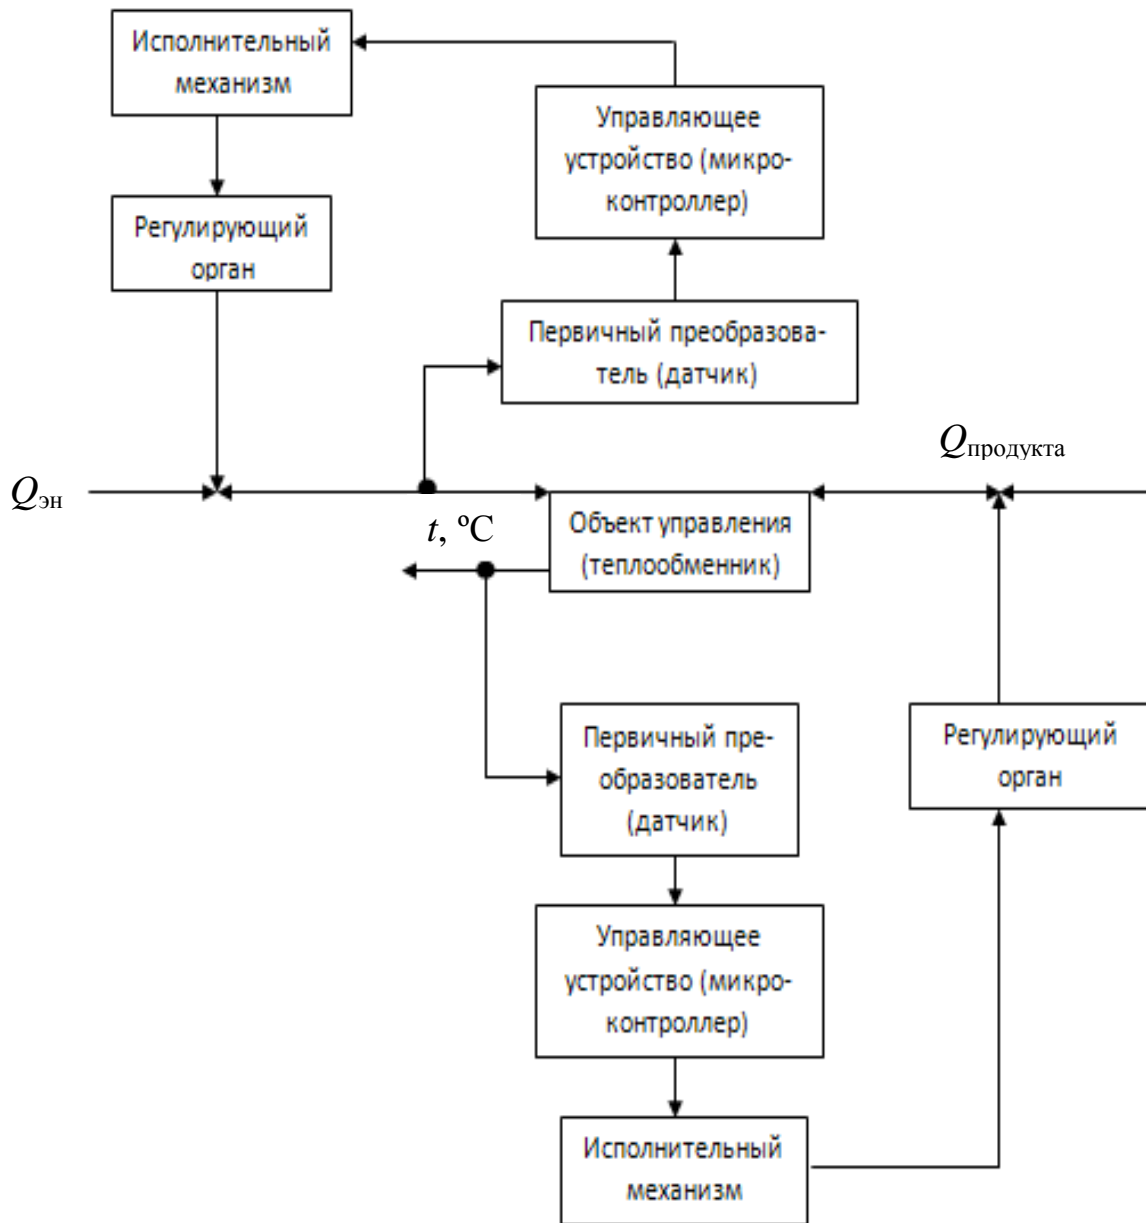 Исполнительный
механизм
Управляющее
устройство (микро-
контроллер)
Регулирующий
орган
Первичный преобразова-
тель (датчик)
Qпродукта
Qэн
t, ºC
Объект управления
(теплообменник)
Первичный пре-
образователь
(датчик)
Регулирующий
орган
Управляющее
устройство (микро-
контроллер)
Исполнительный
механизм